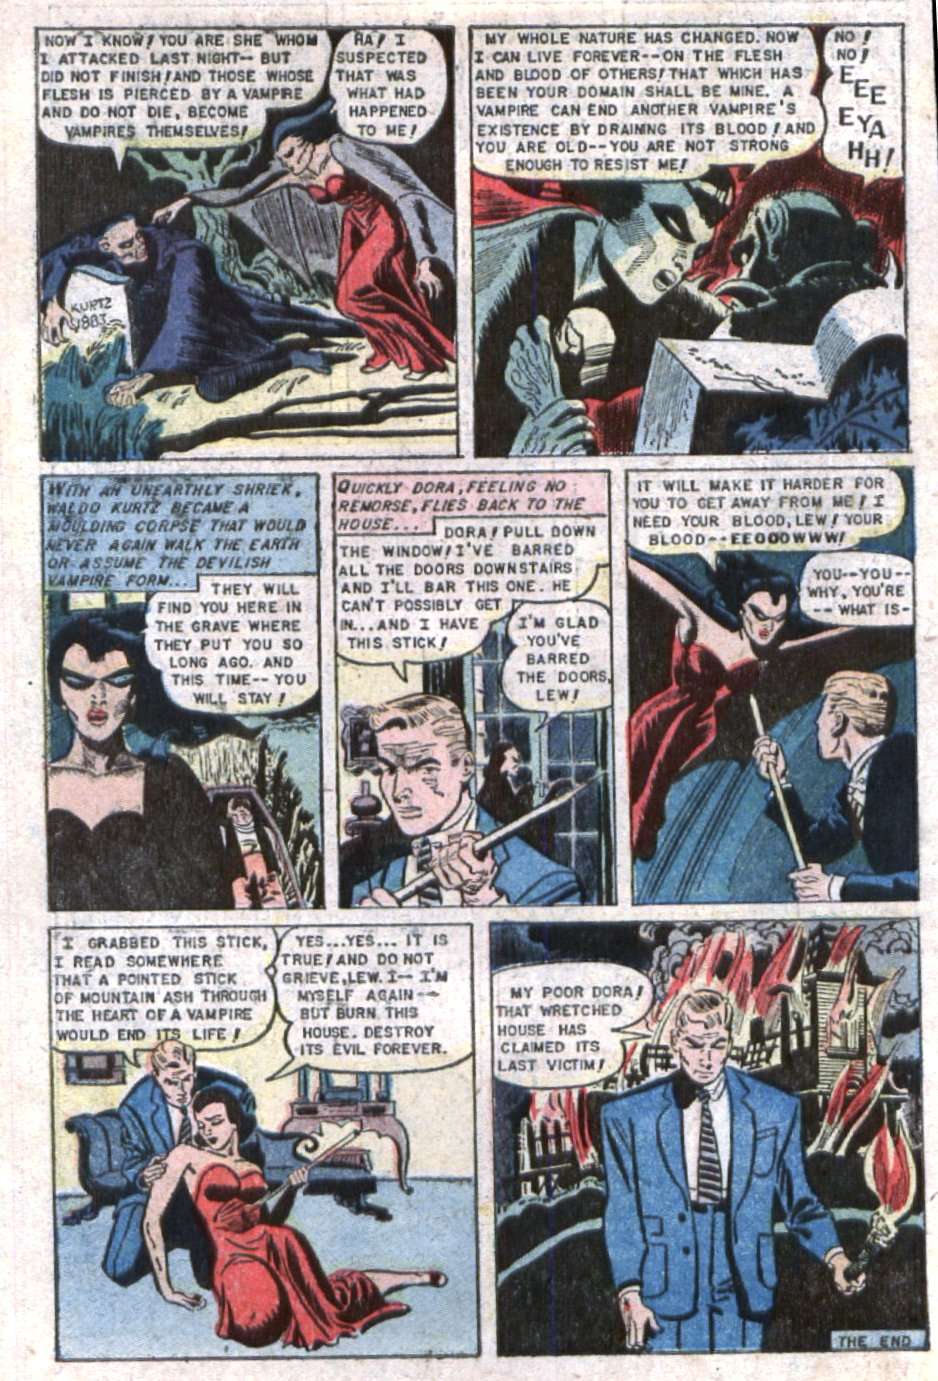 NOW I KNOW! YOU ARE SHE WHOM
I ATTACKED LAST NIGHT-- BUT
DID NOT FINISH! AND THOSE WHOSE
FLESH IS PIERCED BY A VAMPIRE
AND DO NOT DIE, BECOME
VAMPIRES THEMSELVES!
HA! I
SUSPECTED
THAT WAS
WHAT HAD
HAPPENED
TO ME!
KURTZ
1883
MY WHOLE NATURE HAS CHANGED. NOW
I CAN LIVE FOREVER--ON THE FLESH
AND BLOOD OF OTHERS! THAT WHICH HAS
BEEN YOUR DOMAIN SHALL BE MINE. A
VAMPIRE CAN END ANOTHER VAMPIRE'S
EXISTENCE BY DRAINING ITS BLOOD! AND
YOU ARE OLD--YOU ARE NOT STRONG
ENOUGH TO RESIST ME!
NO!
NO!
EEEE
EYA
HH!
WITH AN UNEARTHLY SHRIEK,
WALDO KURTZ BECAME A
MOULDING CORPSE THAT WOULD
NEVER AGAIN WALK THE EARTH
OR ASSUME THE DEVILISH
VAMPIRE FORM...
THEY WILL
FIND YOU HERE IN
THE GRAVE WHERE
THEY PUT YOU SO
LONG AGO. AND
THIS TIME--YOU
WILL STAY!
QUICKLY DORA, FEELING NO
REMORSE, FLIES BACK TO THE
HOUSE...
DORA! PULL DOWN
THE WINDOW! I'VE BARRED
ALL THE DOORS DOWNSTAIRS
AND I'LL BAR THIS ONE. HE
CAN'T POSSIBLY GET
IN...AND I HAVE
THIS STICK!
I'M GLAD
YOU'VE
BARRED
THE DOORS,
LEW!
IT WILL MAKE IT HARDER FOR
YOU TO GET AWAY FROM ME! I
NEED YOUR BLOOD, LEW! YOUR
BLOOD--EEOOOWWW!
YOU--YOU--
WHY, YOU'RE
--WHAT IS-
I GRABBED THIS STICK,
I READ SOMEWHERE
THAT A POINTED STICK
OF MOUNTAIN ASH THROUGH
THE HEART OF A VAMPIRE
WOULD END ITS LIFE!
YES...YES... IT IS
TRUE! AND DO NOT
GRIEVE, LEW. I-- I'M
MYSELF AGAIN--
BUT BURN THIS
HOUSE. DESTROY
ITS EVIL FOREVER.
MY POOR DORA!
THAT WRETCHED
HOUSE HAS
CLAIMED ITS
LAST VICTIM!
THE END